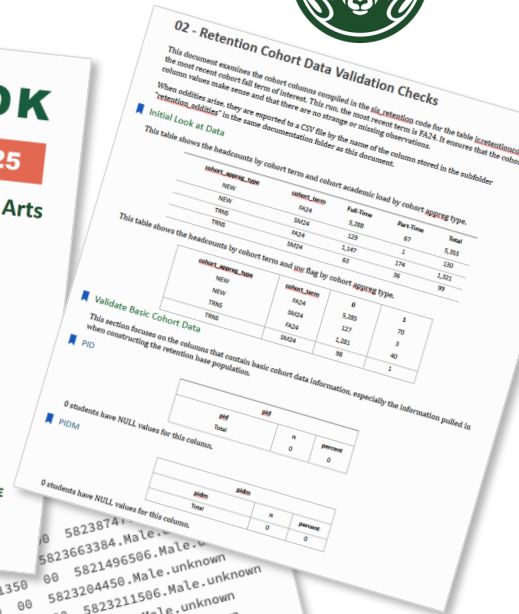 OK
25
Arts
02 - Retention Cohort Data Validation Checks
This document examines the cohort columns compiled in the sis_retention code for the table
the most recent cohort fall term of interest. This run, the most recent term is FA24. It ensures that the
column values make sense and that there are no strange or missing observations.
When oddities arise, they are exported to a CSV file by the name of the column stored in the subfolder
"retention_oddities" in the same documentation folder as this document.
Initial Look at Data
This table shows the headcounts by cohort term and cohort academic load by cohort appreg type.
cohort_appreg_type cohort_term Full-Time Part-Time Total
NEW FA24 5,288 67 5,355
NEW SM24 129 1 130
TRNS FA24 1,147 174 1,321
TRNS SM24 63 36 99
This table shows the headcounts by cohort term and uw flag by cohort appreg type.
cohort_appreg_type cohort_term 0 1
NEW FA24 5,285 70
NEW SM24 127 3
TRNS FA24 1,281 40
TRNS SM24 98 1
Validate Basic Cohort Data
This section focuses on the columns that contain basic cohort data information, especially the information pulled in
when constructing the retention base population.
PID
pid
pid n percent
Total 0 0
0 students have NULL values for this column.
PIDM
pidm
pidm n percent
Total 0 0
0 students have NULL values for this column.
5823663384.Male.
1350 00 5821496506.Male.
00 5823204450.Male.unknown
5823211506.Male.unknown